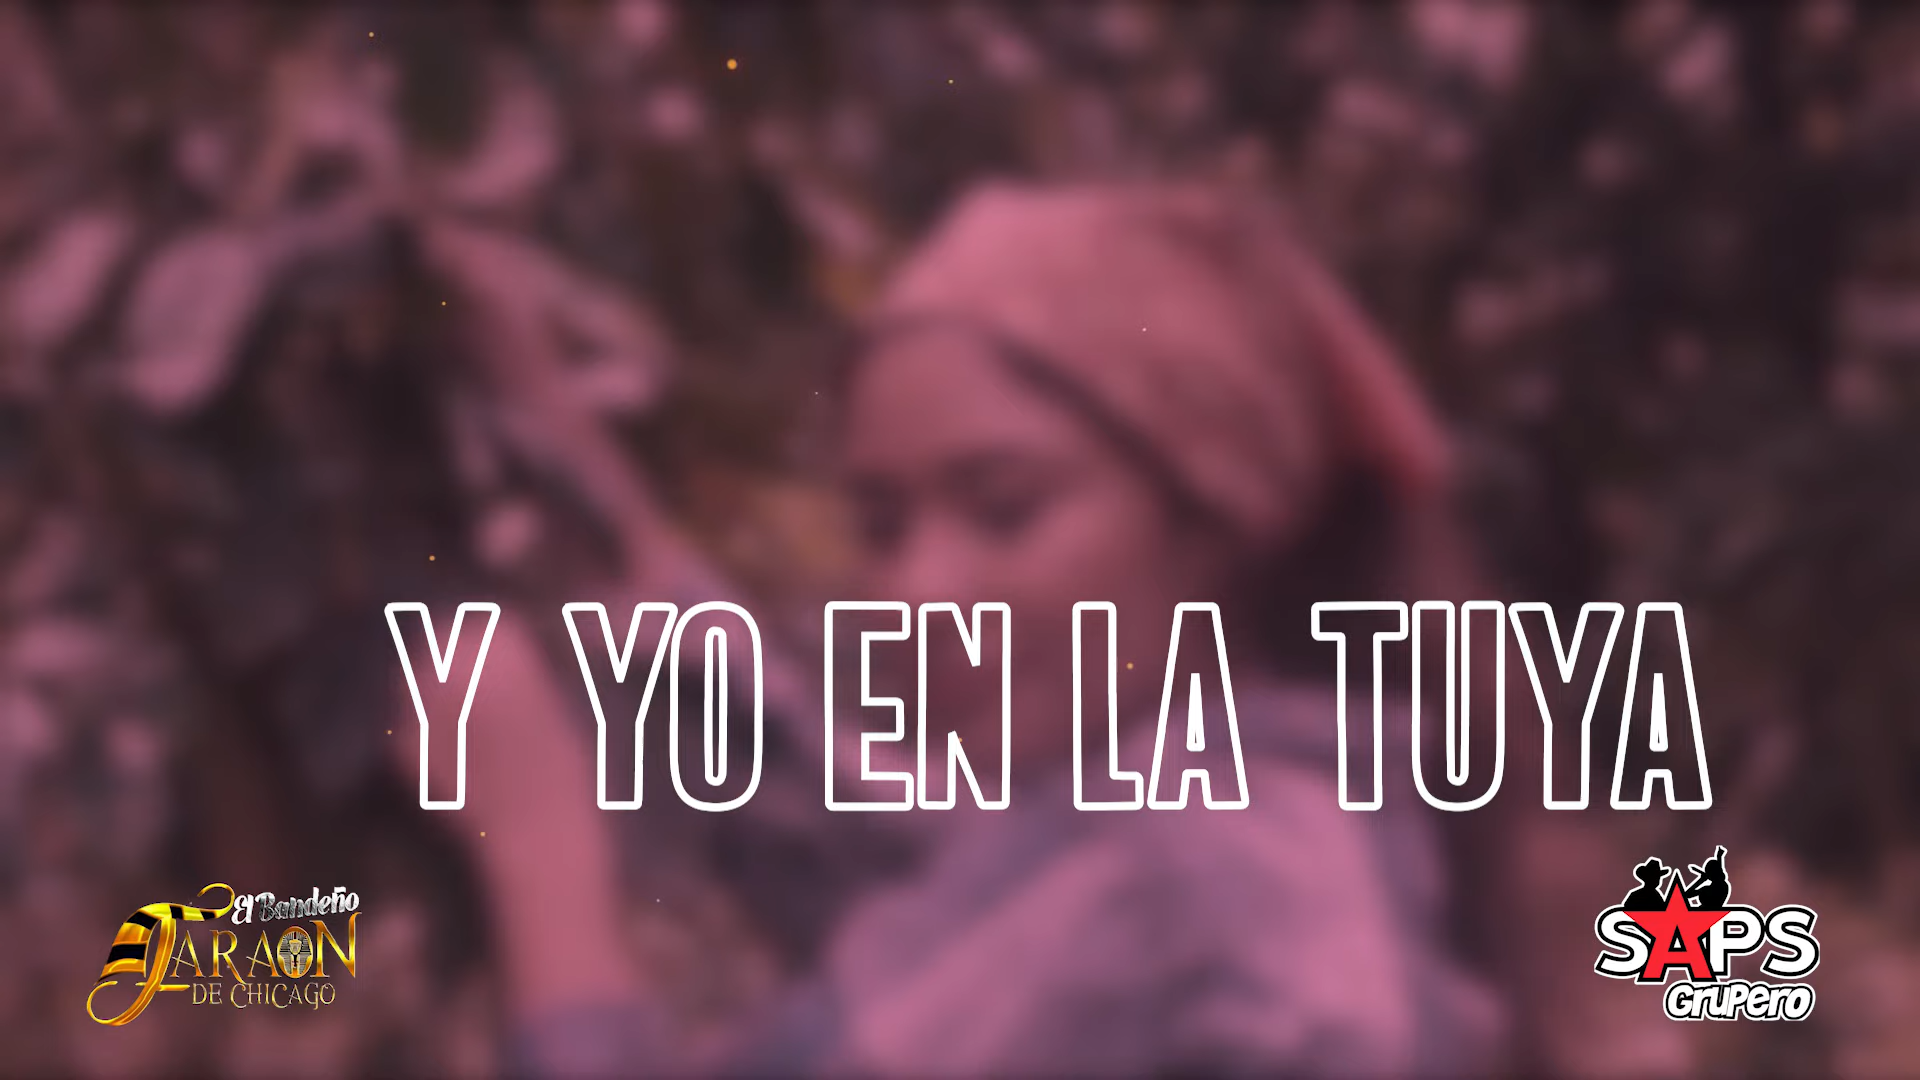 Y YO EN LA TUYA
El Bandeño
FARAON
DE CHICAGO
SAPS
GRUPERO